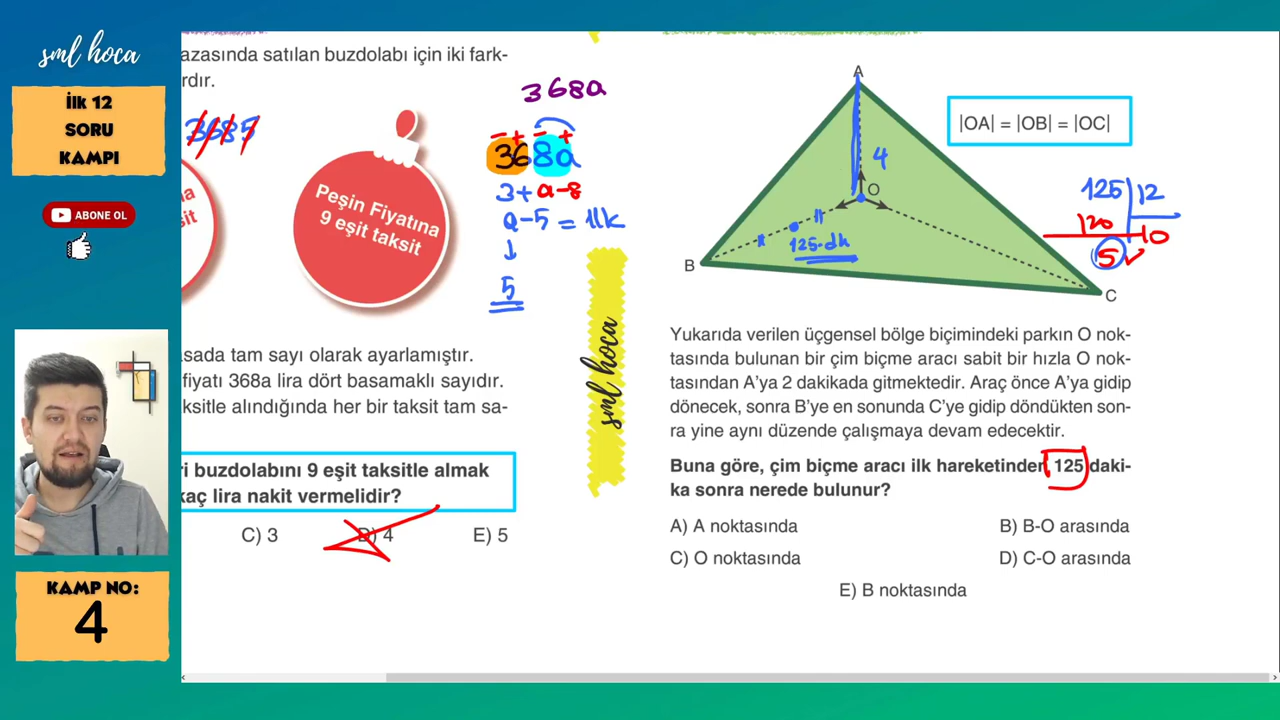 sml hoca
İlk 12
SORU
KAMPI
ABONE OL
KAMP NO:
4
azasında satılan buzdolabı için iki fark-
rdır.
3685
na
sit
Peşin Fiyatına
9 eşit taksit
368a
- + - +
368a
3+a-8
a-5 = 11k
↓
5
sml hoca
asada tam sayı olarak ayarlamıştır.
fiyatı 368a lira dört basamaklı sayıdır.
ksitle alındığında her bir taksit tam sa-
ri buzdolabını 9 eşit taksitle almak
kaç lira nakit vermelidir?
C) 3 D) 4 E) 5
A
|OA| = |OB| = |OC|
4
O
125.dk
B
C
125 12
120 10
5
Yukarıda verilen üçgensel bölge biçimindeki parkın O nok-
tasında bulunan bir çim biçme aracı sabit bir hızla O nok-
tasından A'ya 2 dakikada gitmektedir. Araç önce A'ya gidip
dönecek, sonra B'ye en sonunda C'ye gidip döndükten son-
ra yine aynı düzende çalışmaya devam edecektir.
Buna göre, çim biçme aracı ilk hareketinden 125 daki-
ka sonra nerede bulunur?
A) A noktasında B) B-O arasında
C) O noktasında D) C-O arasında
E) B noktasında